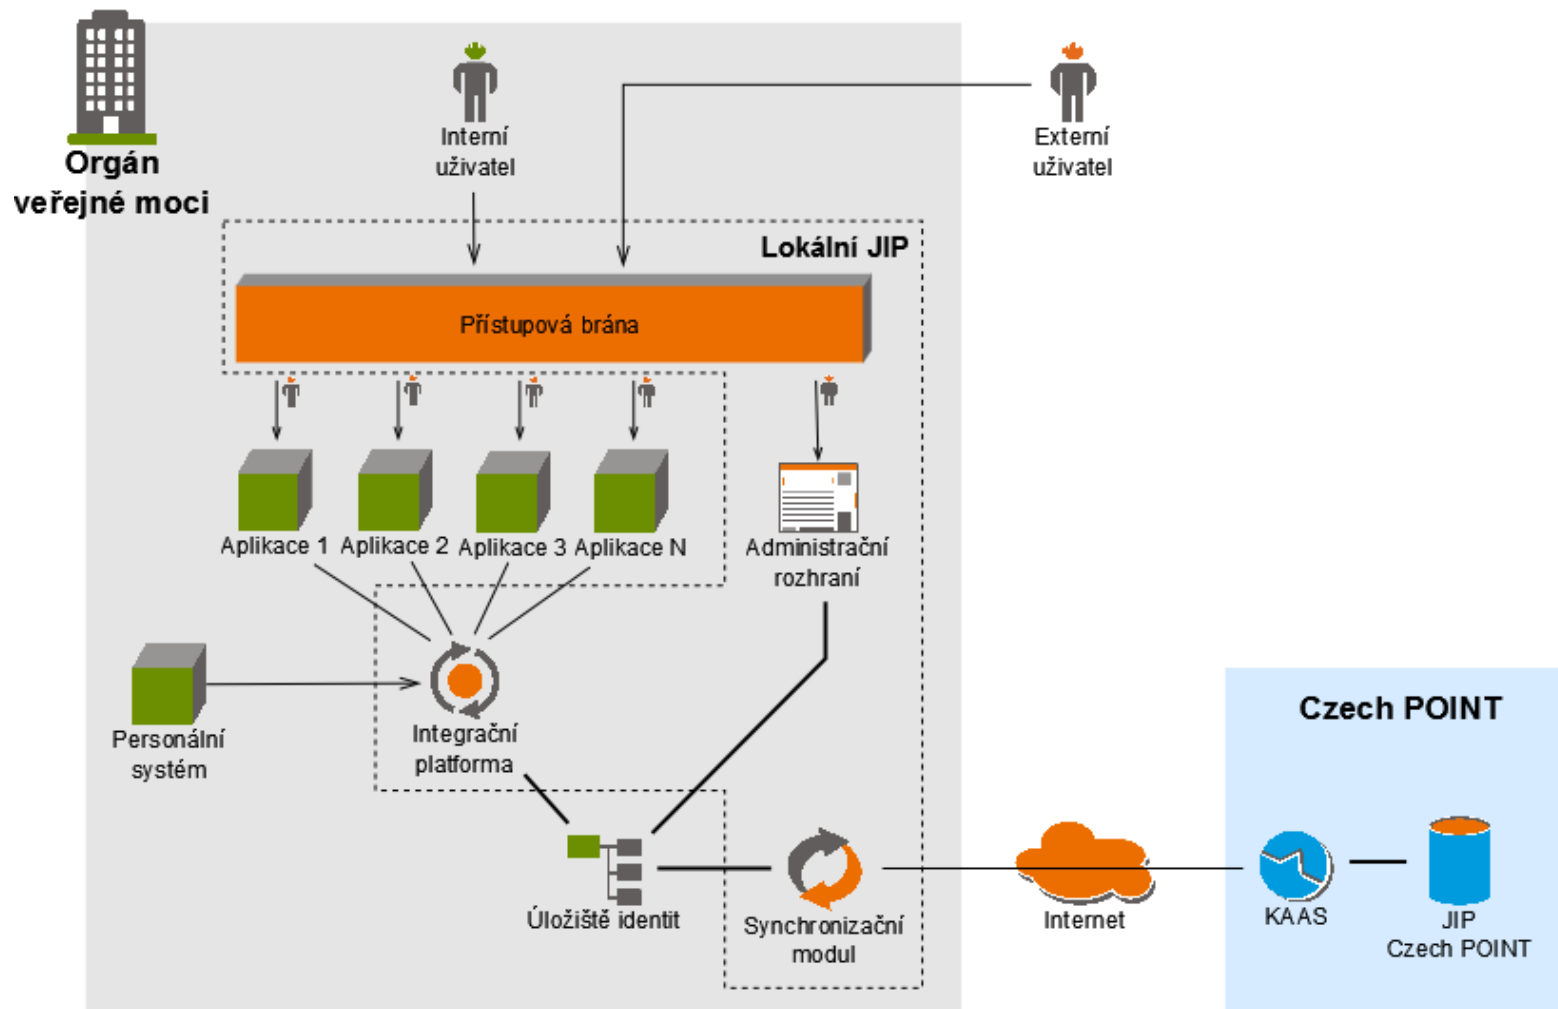 Orgán
veřejné moci
Interní
uživatel
Externí
uživatel
Lokální JIP
Přístupová brána
Aplikace 1
Aplikace 2
Aplikace 3
Aplikace N
Administrační
rozhraní
Personální
systém
Integrační
platforma
Czech POINT
Úložiště identit
Synchronizační
modul
Internet
KAAS
JIP
Czech POINT